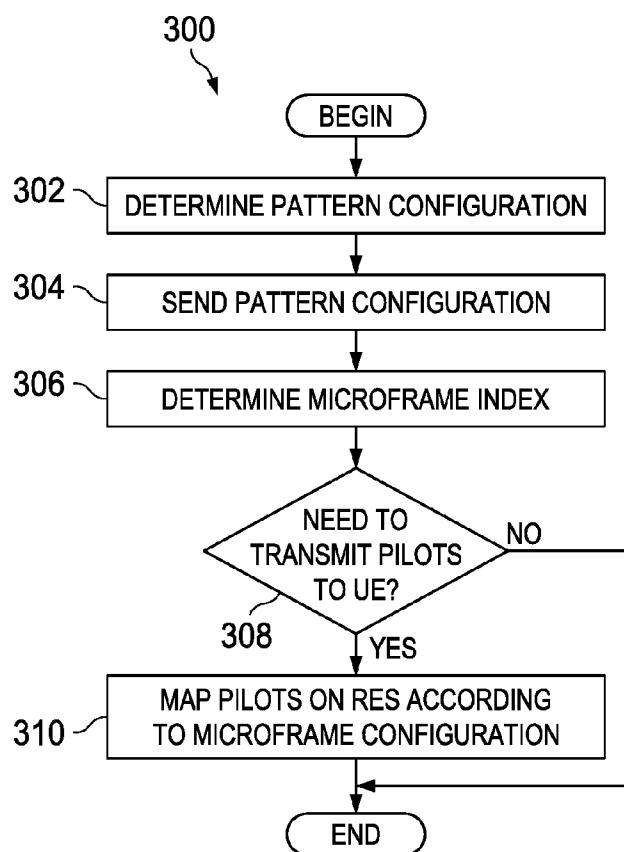 300
BEGIN
302
DETERMINE PATTERN CONFIGURATION
304
SEND PATTERN CONFIGURATION
306
DETERMINE MICROFRAME INDEX
NEED TO
TRANSMIT PILOTS
TO UE?
NO
308
YES
310
MAP PILOTS ON RES ACCORDING
TO MICROFRAME CONFIGURATION
END